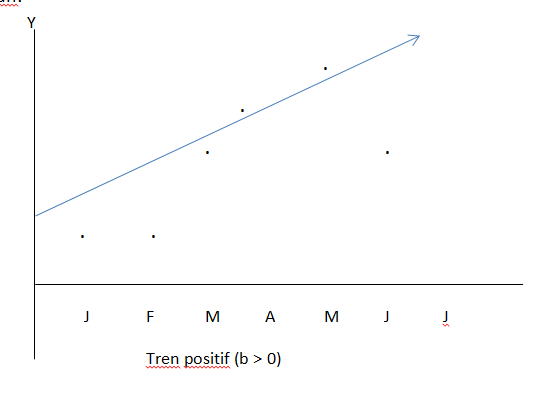 Y
J F M A M J J
Tren positif (b > 0)